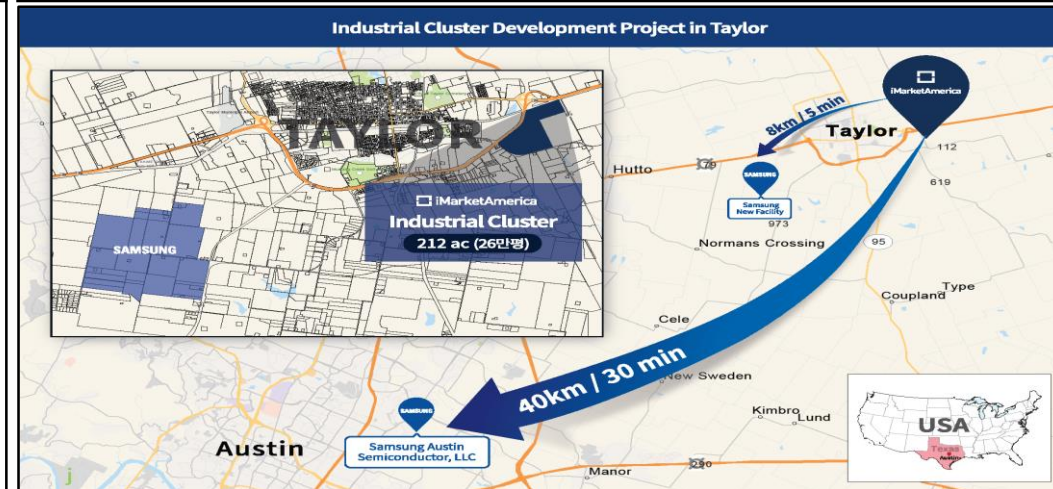 Industrial Cluster Development Project in Taylor
TAYLOR
iMarketAmerica
Industrial Cluster
212 ac (26만평)
SAMSUNG
iMarketAmerica
8km / 5 min
Taylor
112
Hutto
79
619
SAMSUNG
Samsung
New Facility
973
Normans Crossing
95
Type
Coupland
Cele
40km / 30 min
New Sweden
Kimbro
Lund
USA
Texas
Austin
SAMSUNG
Samsung Austin
Semiconductor, LLC
Austin
Manor
290